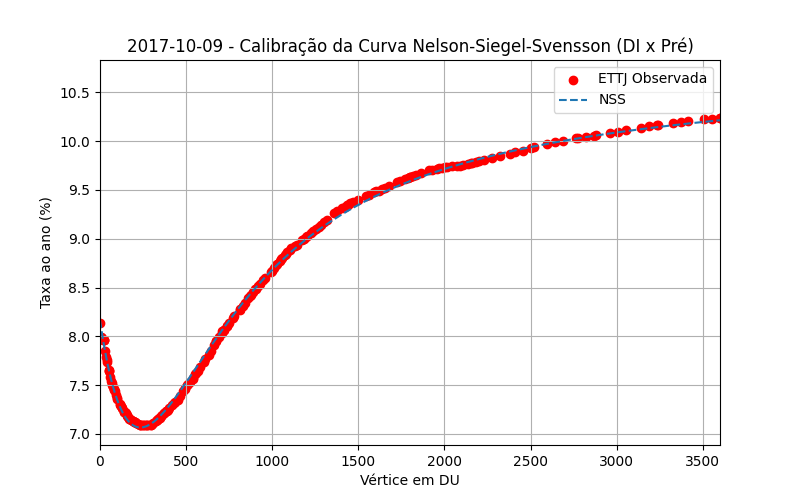 2017-10-09 - Calibração da Curva Nelson-Siegel-Svensson (DI x Pré)
ETTJ Observada
NSS
Taxa ao ano (%)
10.5
10.0
9.5
9.0
8.5
8.0
7.5
7.0
0 500 1000 1500 2000 2500 3000 3500
Vértice em DU